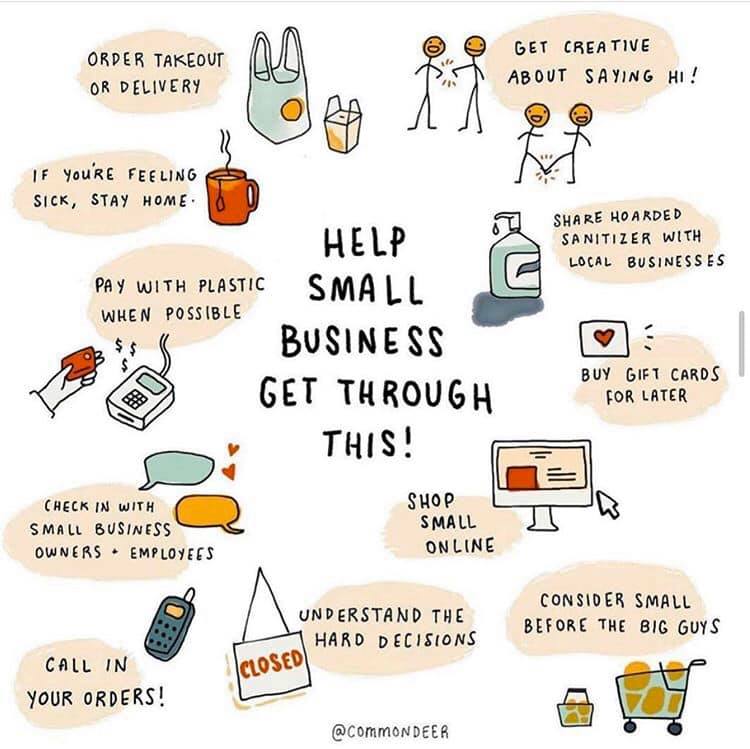 ORDER TAKEOUT
OR DELIVERY
GET CREATIVE
ABOUT SAYING HI!
IF YOU'RE FEELING
SICK, STAY HOME.
SHARE HOARDED
SANITIZER WITH
LOCAL BUSINESSES
PAY WITH PLASTIC
WHEN POSSIBLE
$ $
$
HELP
SMALL
BUSINESS
GET THROUGH
THIS!
BUY GIFT CARDS
FOR LATER
CHECK IN WITH
SMALL BUSINESS
OWNERS + EMPLOYEES
SHOP
SMALL
ONLINE
CALL IN
YOUR ORDERS!
CLOSED
UNDERSTAND THE
HARD DECISIONS
CONSIDER SMALL
BEFORE THE BIG GUYS
@COMMONDEER